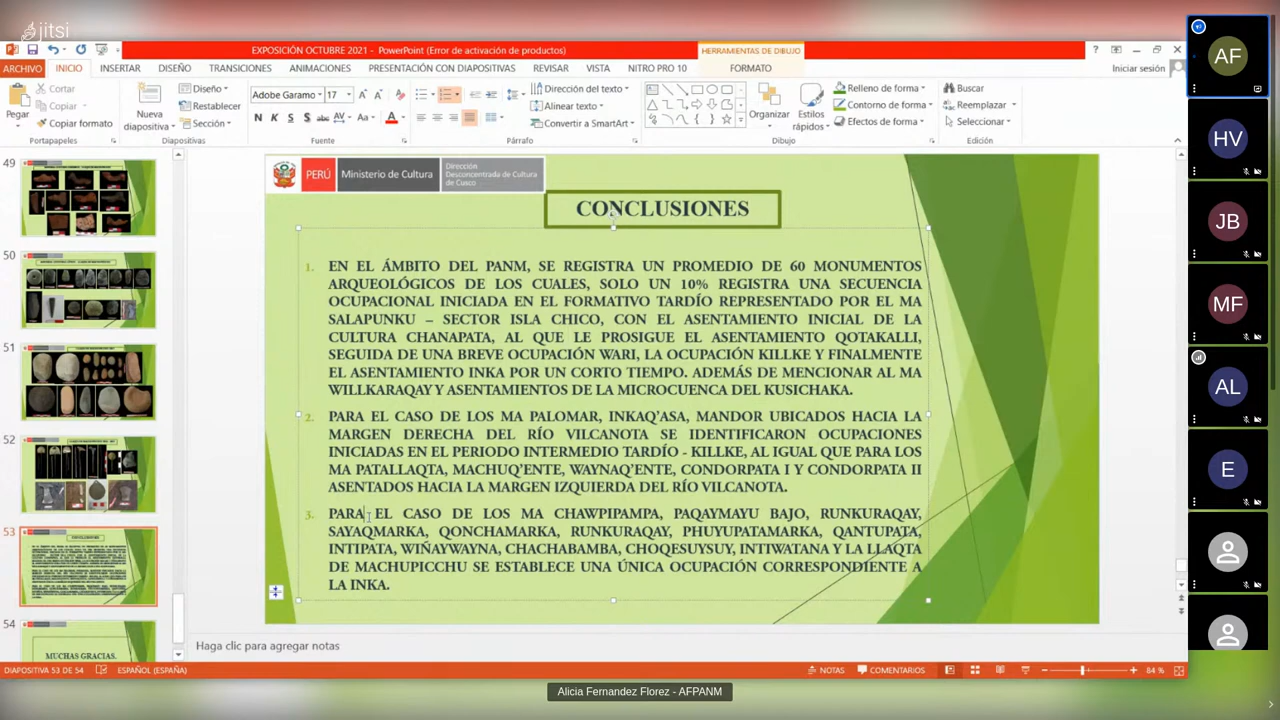 jitsi
EXPOSICIÓN OCTUBRE 2021 - PowerPoint (Error de activación de productos)
HERRAMIENTAS DE DIBUJO
ARCHIVO INICIO INSERTAR DISEÑO TRANSICIONES ANIMACIONES PRESENTACIÓN CON DIAPOSITIVAS REVISAR VISTA NITRO PRO 10 FORMATO
Iniciar sesión
Pegar
Cortar
Copiar
Copiar formato
Portapapeles
Nueva
diapositiva
Diseño
Restablecer
Sección
Diapositivas
Adobe Garamo 17
N K S S abc AV Aa A
Fuente
Dirección del texto
Alinear texto
Convertir a SmartArt
Párrafo
Organizar
Estilos
rápidos
Relleno de forma
Contorno de forma
Efectos de forma
Dibujo
Buscar
Reemplazar
Seleccionar
Edición
49
50
51
52
53
54
MUCHAS GRACIAS.
PERÚ
Ministerio de Cultura
Dirección
Desconcentrada de Cultura
de Cusco
CONCLUSIONES
1. EN EL ÁMBITO DEL PANM, SE REGISTRA UN PROMEDIO DE 60 MONUMENTOS
ARQUEOLÓGICOS DE LOS CUALES, SOLO UN 10% REGISTRA UNA SECUENCIA
OCUPACIONAL INICIADA EN EL FORMATIVO TARDÍO REPRESENTADO POR EL MA
SALAPUNKU – SECTOR ISLA CHICO, CON EL ASENTAMIENTO INICIAL DE LA
CULTURA CHANAPATA, AL QUE LE PROSIGUE EL ASENTAMIENTO QOTAKALLI,
SEGUIDA DE UNA BREVE OCUPACIÓN WARI, LA OCUPACIÓN KILLKE Y FINALMENTE
EL ASENTAMIENTO INKA POR UN CORTO TIEMPO. ADEMÁS DE MENCIONAR AL MA
WILLKARAQAY Y ASENTAMIENTOS DE LA MICROCUENCA DEL KUSICHAKA.
2. PARA EL CASO DE LOS MA PALOMAR, INKAQ'ASA, MANDOR UBICADOS HACIA LA
MARGEN DERECHA DEL RÍO VILCANOTA SE IDENTIFICARON OCUPACIONES
INICIADAS EN EL PERIODO INTERMEDIO TARDÍO - KILLKE, AL IGUAL QUE PARA LOS
MA PATALLAQTA, MACHUQ'ENTE, WAYNAQ'ENTE, CONDORPATA I Y CONDORPATA II
ASENTADOS HACIA LA MARGEN IZQUIERDA DEL RÍO VILCANOTA.
3. PARA EL CASO DE LOS MA CHAWPIPAMPA, PAQAYMAYU BAJO, RUNKURAQAY,
SAYAQMARKA, QONCHAMARKA, RUNKURAQAY, PHUYUPATAMARKA, QANTUPATA,
INTIPATA, WIÑAYWAYNA, CHACHABAMBA, CHOQESUYSUY, INTIWATANA Y LA LLAQTA
DE MACHUPICCHU SE ESTABLECE UNA ÚNICA OCUPACIÓN CORRESPONDIENTE A
LA INKA.
Haga clic para agregar notas
DIAPOSITIVA 53 DE 54 ESPAÑOL (ESPAÑA) NOTAS COMENTARIOS 84 %
Alicia Fernandez Florez - AFPANM
AF
HV
JB
MF
AL
E